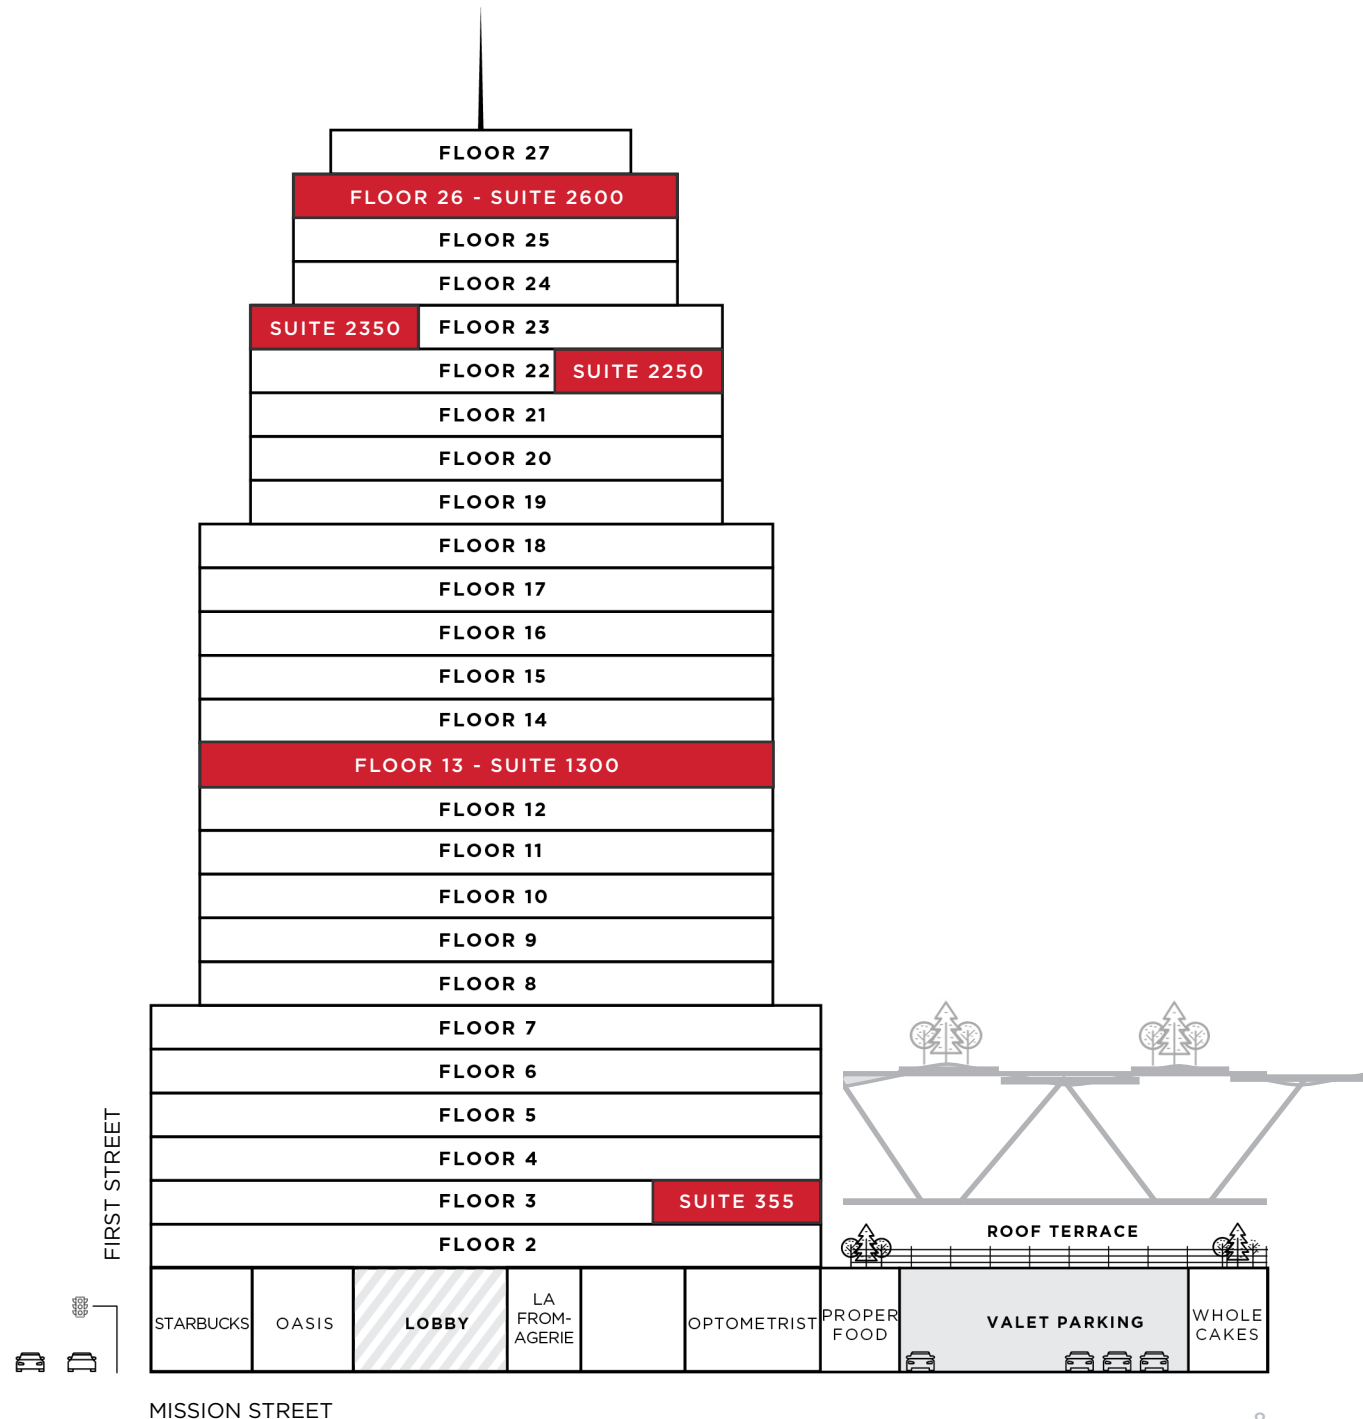 FLOOR 27
FLOOR 26 - SUITE 2600
FLOOR 25
FLOOR 24
SUITE 2350 FLOOR 23
FLOOR 22 SUITE 2250
FLOOR 21
FLOOR 20
FLOOR 19
FLOOR 18
FLOOR 17
FLOOR 16
FLOOR 15
FLOOR 14
FLOOR 13 - SUITE 1300
FLOOR 12
FLOOR 11
FLOOR 10
FLOOR 9
FLOOR 8
FLOOR 7
FLOOR 6
FLOOR 5
FLOOR 4
FLOOR 3 SUITE 355
FLOOR 2
FIRST STREET
ROOF TERRACE
STARBUCKS
OASIS
LOBBY
LA
FROM-
AGERIE
OPTOMETRIST
PROPER
FOOD
VALET PARKING
WHOLE
CAKES
MISSION STREET